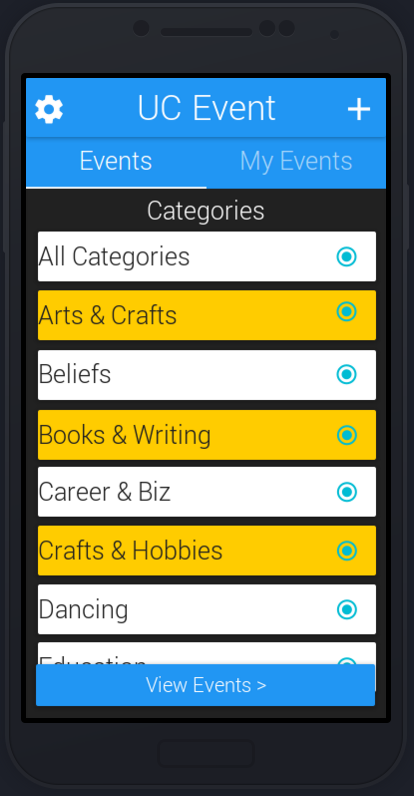 UC Event
Events
My Events
Categories
All Categories
Arts & Crafts
Beliefs
Books & Writing
Career & Biz
Crafts & Hobbies
Dancing
Education
View Events >